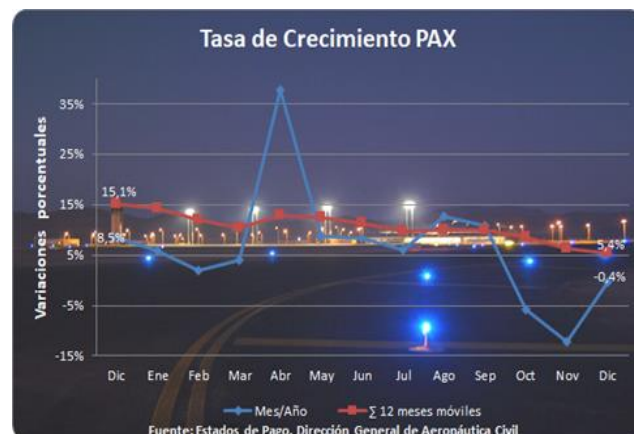 Tasa de Crecimiento PAX
Variaciones porcentuales
35%
25%
15%
5%
-5%
-15%
15,1%
8,5%
5,4%
-0,4%
Dic Ene Feb Mar Abr May Jun Jul Ago Sep Oct Nov Dic
Mes/Año ∑ 12 meses móviles
Fuente: Estados de Pago, Dirección General de Aeronáutica Civil